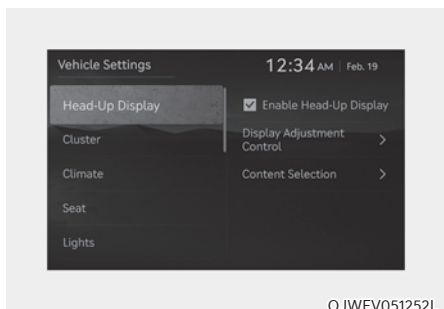 Vehicle Settings
12:34 AM Feb. 19
Head-Up Display
Enable Head-Up Display
Cluster
Display Adjustment
Control
Climate
Content Selection
Seat
Lights
OJWEV051252L